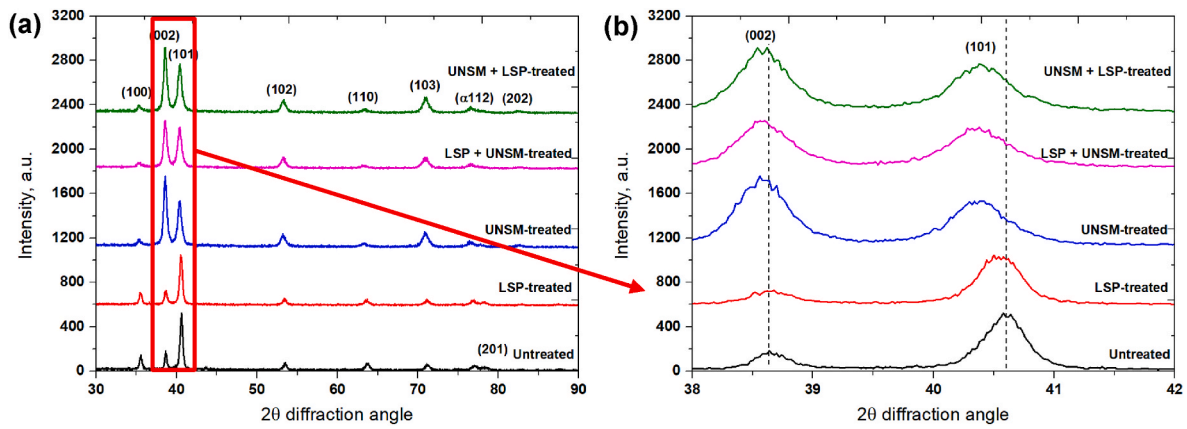 (a)
3200
2800
2400
2000
1600
1200
800
400
0
Intensity, a.u.
(002)
(101)
(100)
(102)
(110)
(103)
(α112)
(202)
(201)
UNSM + LSP-treated
LSP + UNSM-treated
UNSM-treated
LSP-treated
Untreated
30 40 50 60 70 80 90
2θ diffraction angle
(b)
3200
2800
2400
2000
1600
1200
800
400
0
Intensity, a.u.
(002)
(101)
UNSM + LSP-treated
LSP + UNSM-treated
UNSM-treated
LSP-treated
Untreated
38 39 40 41 42
2θ diffraction angle